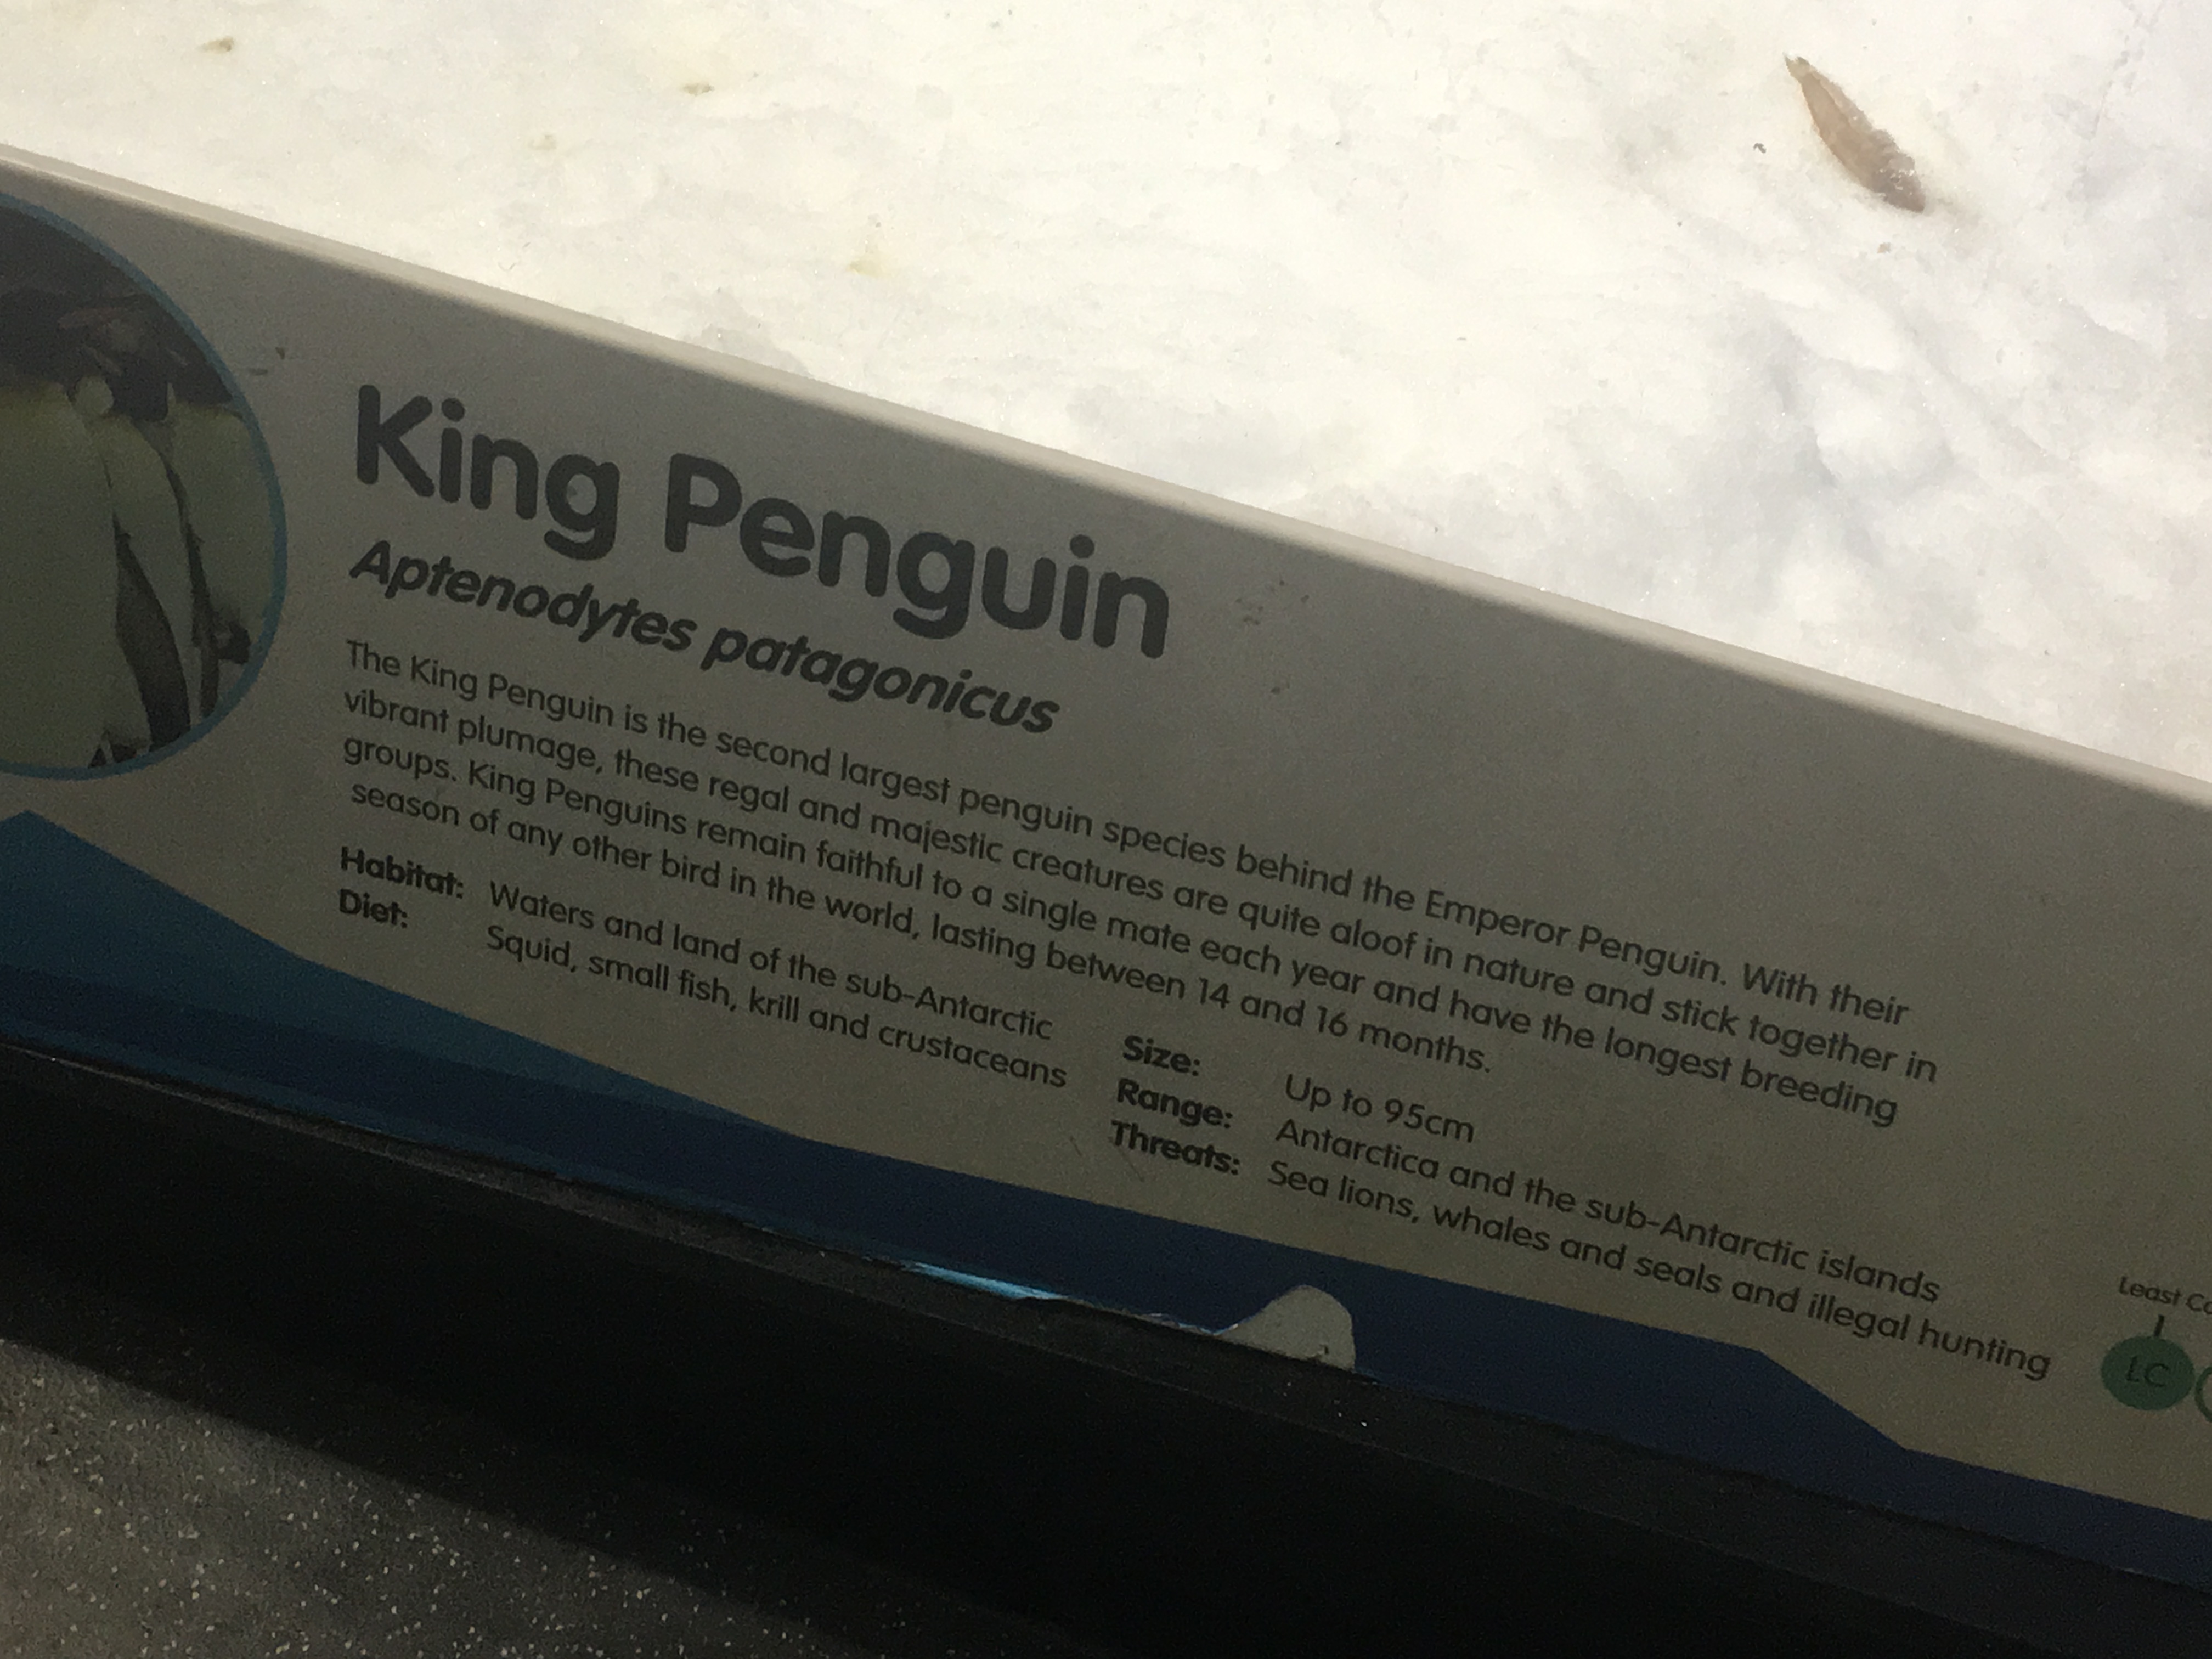 King Penguin
Aptenodytes patagonicus
The King Penguin is the second largest penguin species behind the Emperor Penguin. With their
vibrant plumage, these regal and majestic creatures are quite aloof in nature and stick together in
groups. King Penguins remain faithful to a single mate each year and have the longest breeding
season of any other bird in the world, lasting between 14 and 16 months.
Habitat: Waters and land of the sub-Antarctic
Diet: Squid, small fish, krill and crustaceans
Size: Up to 95cm
Range: Antarctica and the sub-Antarctic islands
Threats: Sea lions, whales and seals and illegal hunting
Least
LC